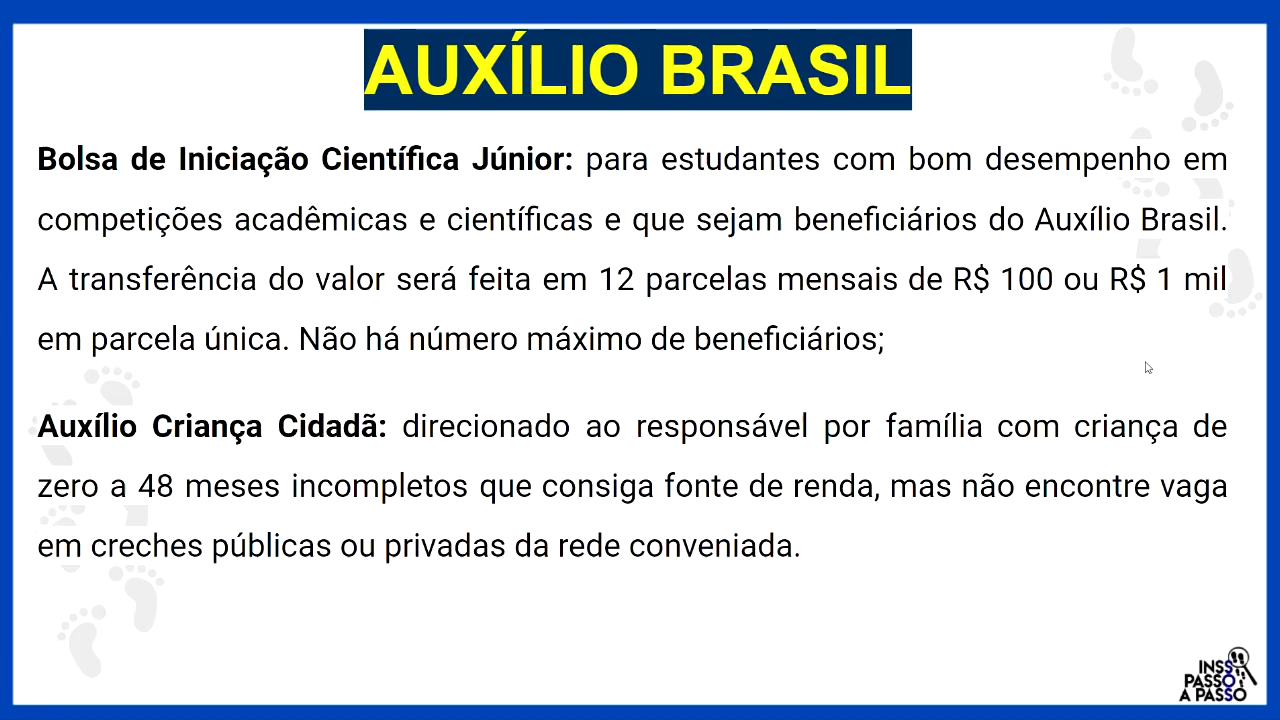 AUXÍLIO BRASIL
Bolsa de Iniciação Científica Júnior: para estudantes com bom desempenho em
competições acadêmicas e científicas e que sejam beneficiários do Auxílio Brasil.
A transferência do valor será feita em 12 parcelas mensais de R$ 100 ou R$ 1 mil
em parcela única. Não há número máximo de beneficiários;
Auxílio Criança Cidadã: direcionado ao responsável por família com criança de
zero a 48 meses incompletos que consiga fonte de renda, mas não encontre vaga
em creches públicas ou privadas da rede conveniada.
INSS
PASSO
A PASSO